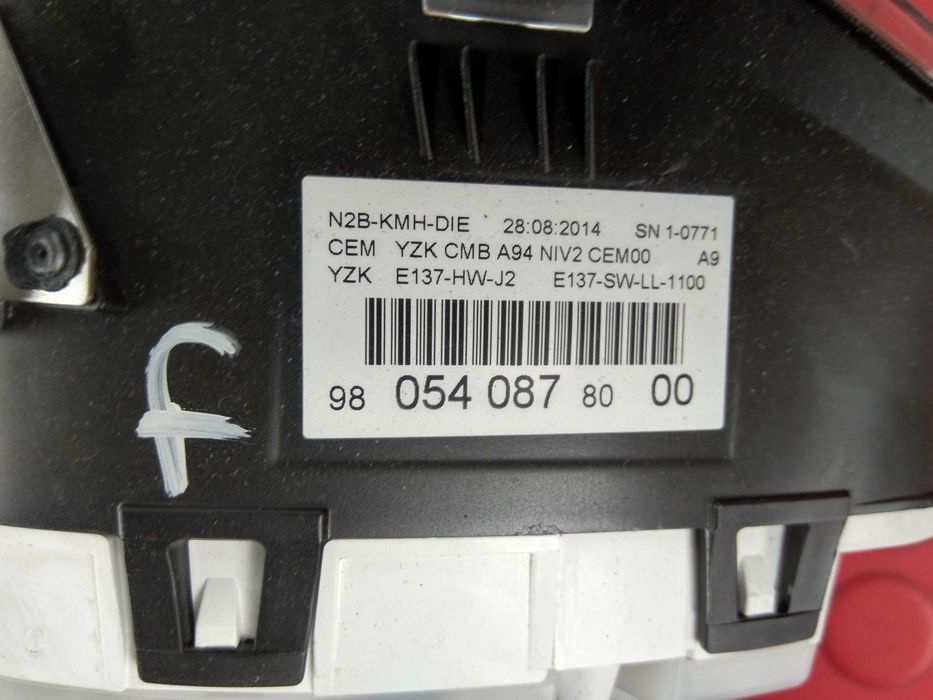 N2B-KMH-DIE 28:08:2014 SN 1-0771
CEM YZK CMB A94 NIV2 CEM00 A9
YZK E137-HW-J2 E137-SW-LL-1100
98 054 087 80 00
f